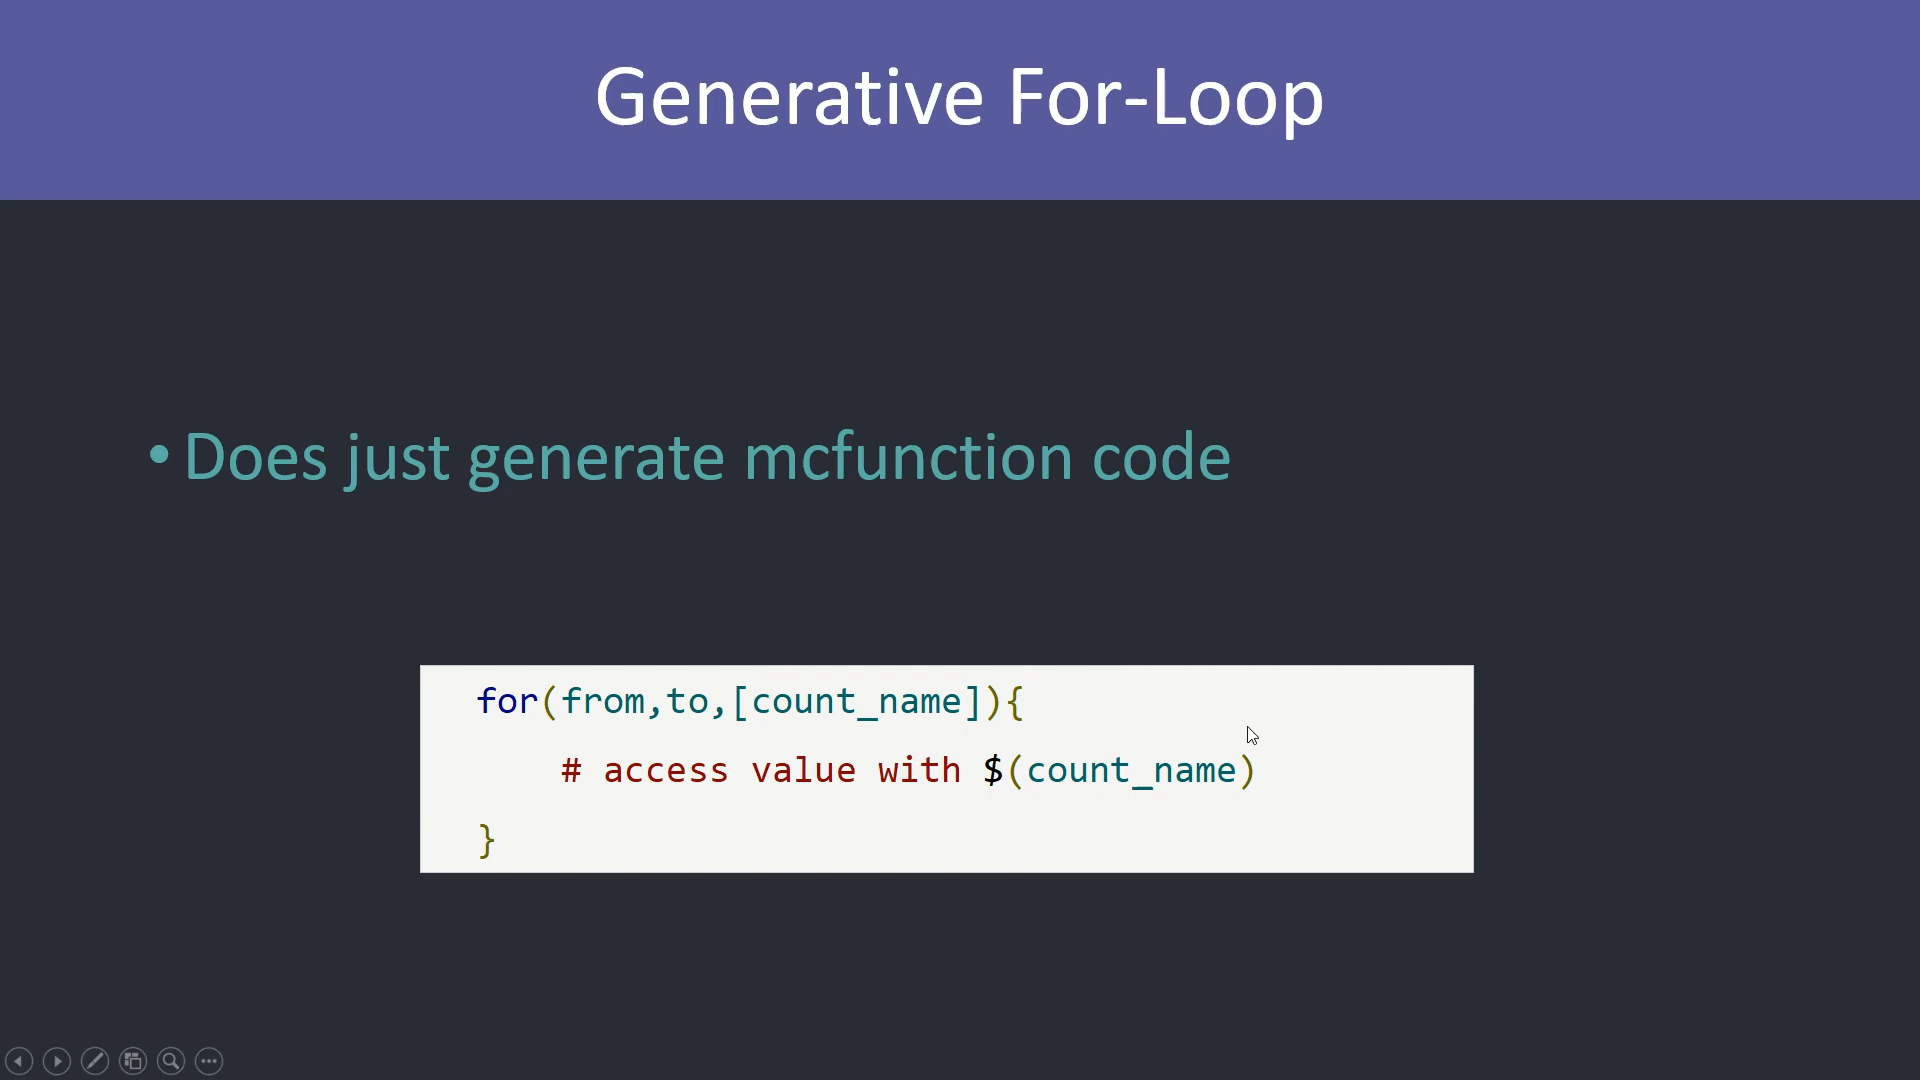 Generative For-Loop
• Does just generate mcfunction code
for(from,to,[count_name]){
# access value with $(count_name)
}